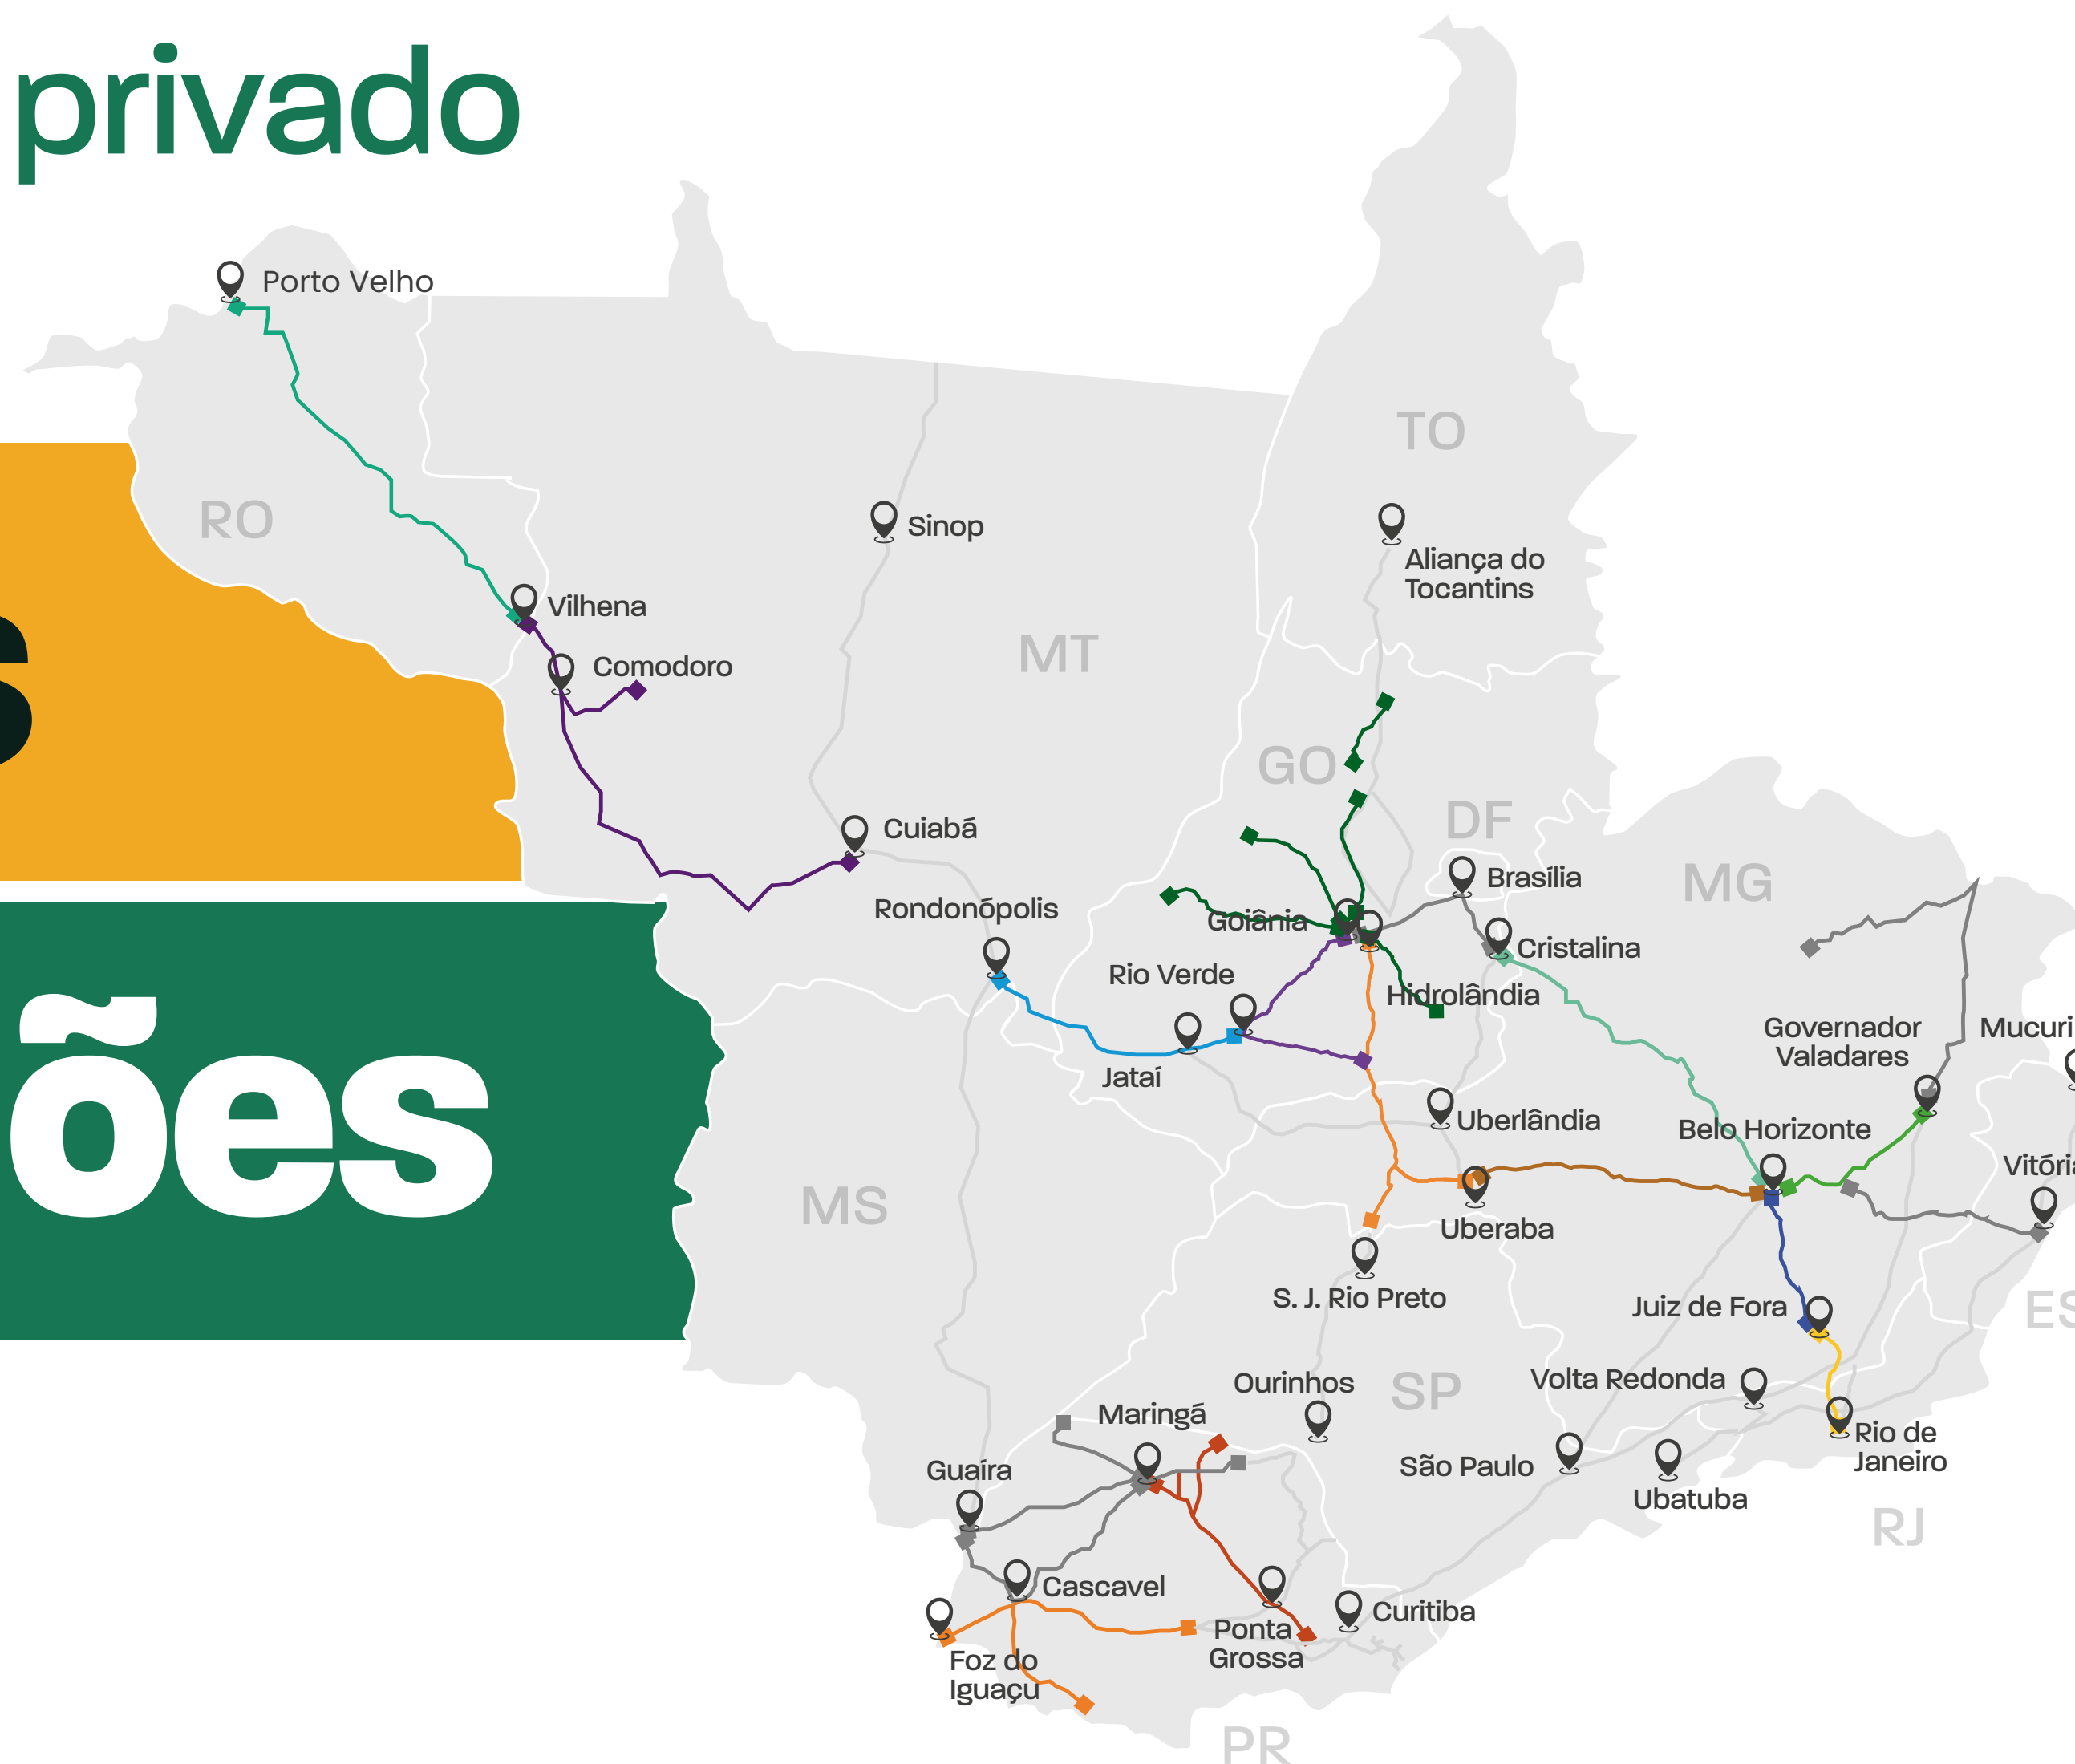 privado
Porto Velho
TO
RO
Sinop
Aliança do
Tocantins
Vilhena
MT
Comodoro
GO
DF
Cuiabá
MG
Brasília
Rondonópolis
Goiânia
Cristalina
Rio Verde
Hidrolândia
Governador
Valadares
Mucuri
Jataí
Uberlândia
Belo Horizonte
ões
Vitória
MS
Uberaba
S. J. Rio Preto
Juiz de Fora
ES
Volta Redonda
Ourinhos
SP
Maringá
Rio de
Janeiro
São Paulo
Guaíra
Ubatuba
RJ
Cascavel
Curitiba
Ponta
Grossa
Foz do
Iguaçu
PR